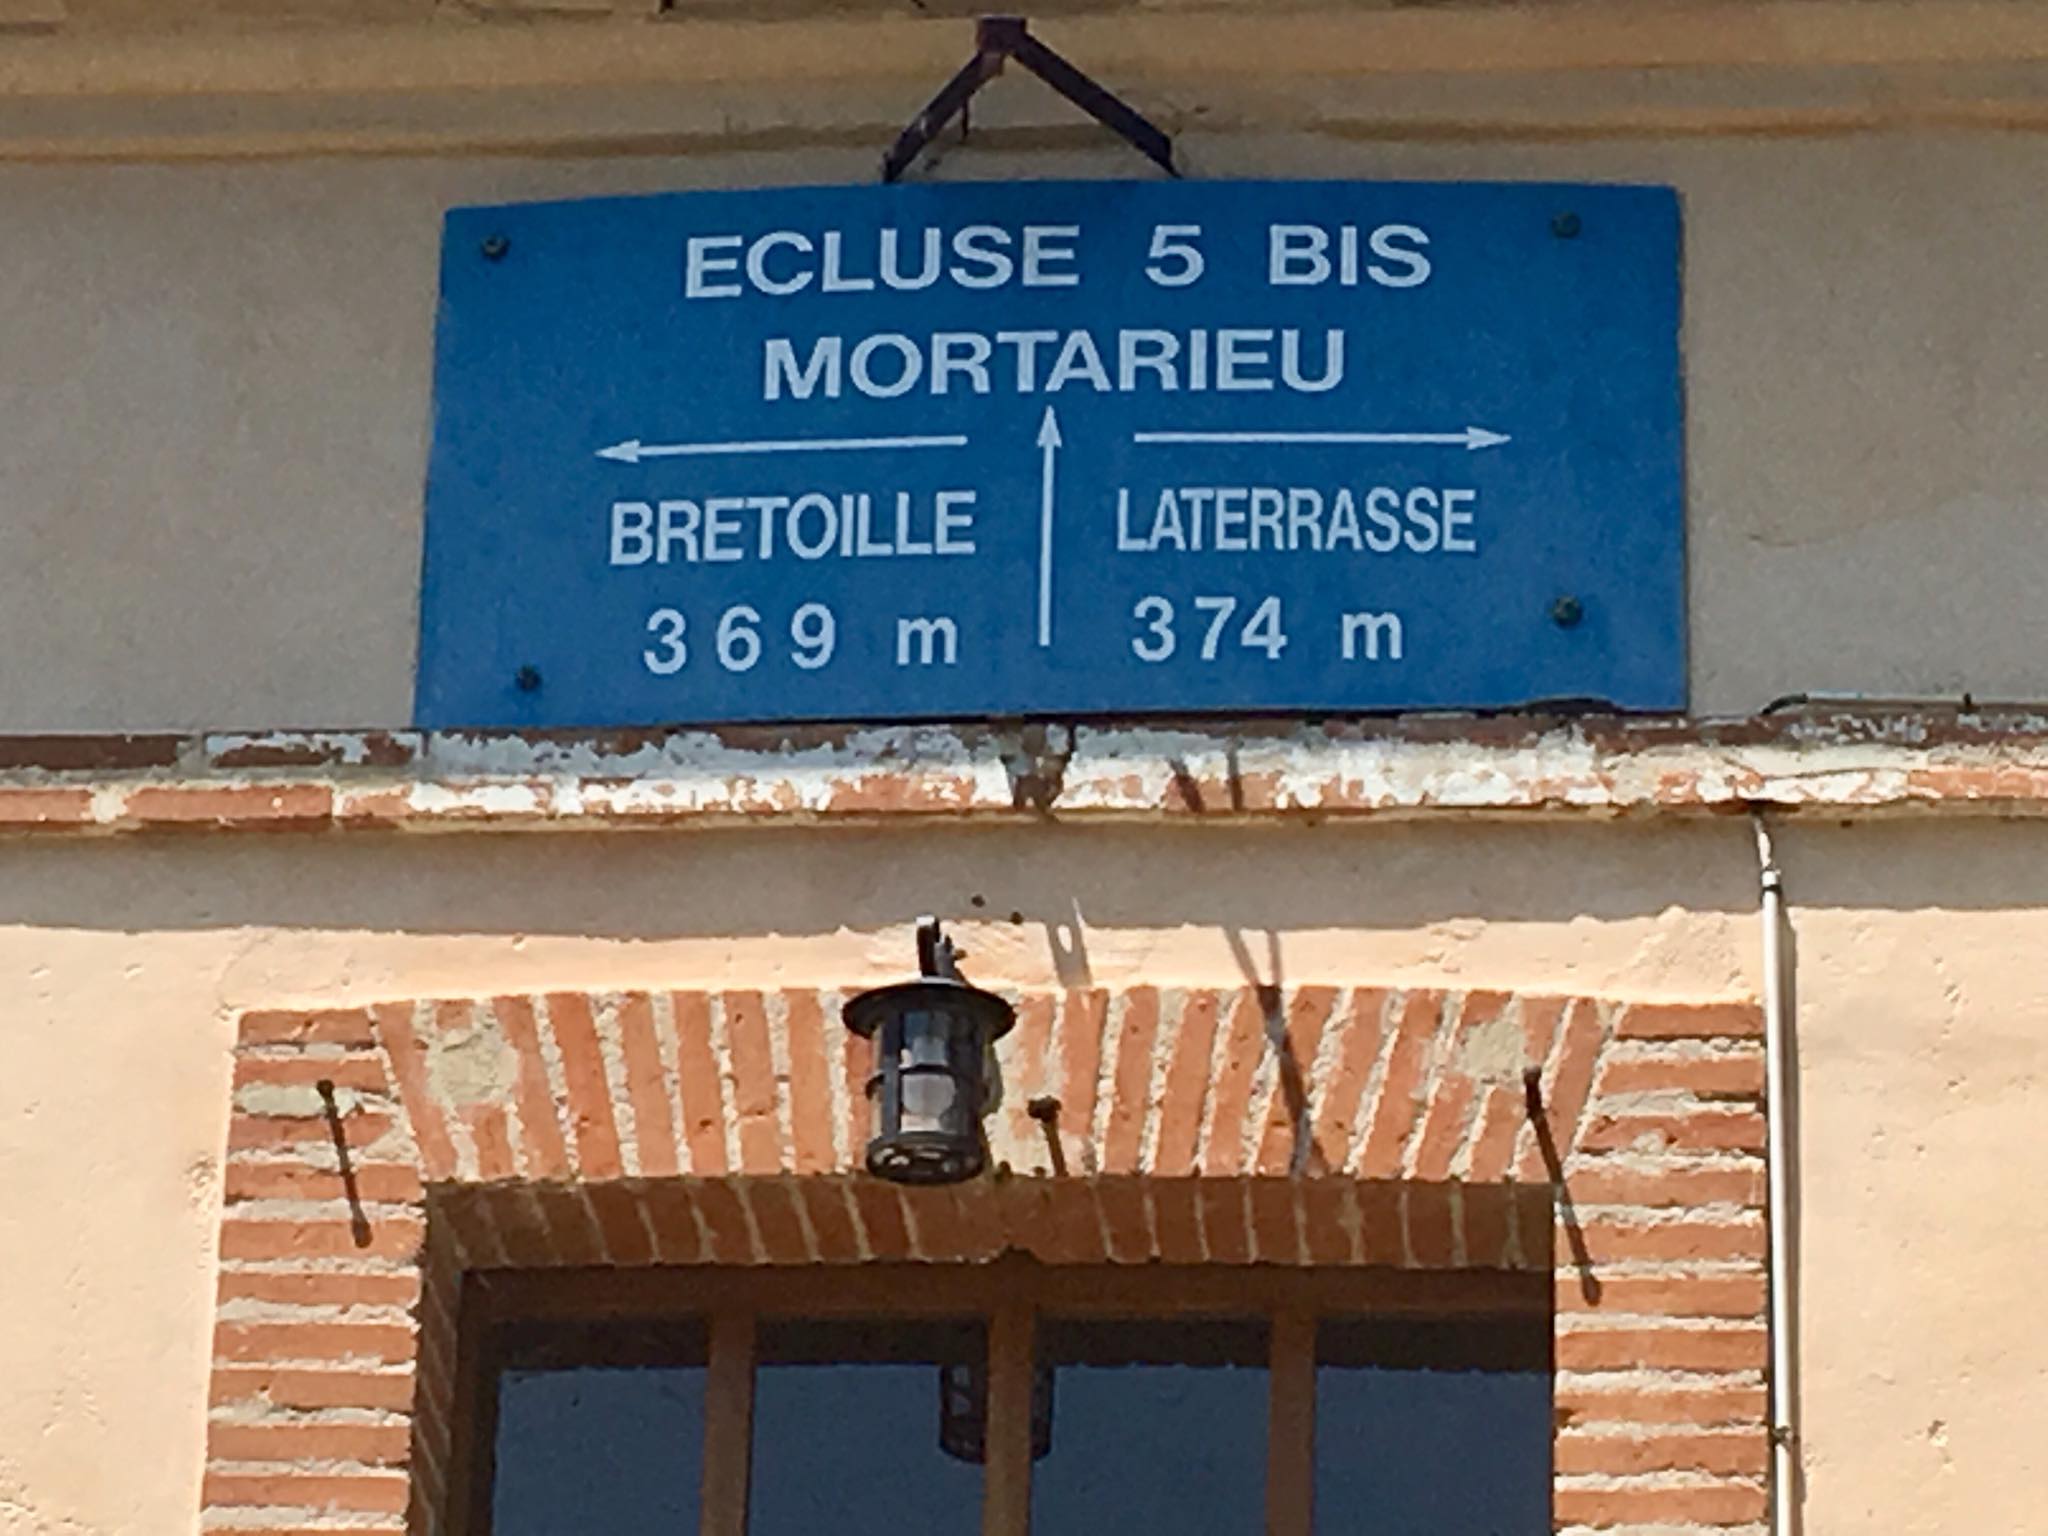 ECLUSE 5 BIS
MORTARIEU
BRETOILLE
369 m
LATERRASSE
374 m